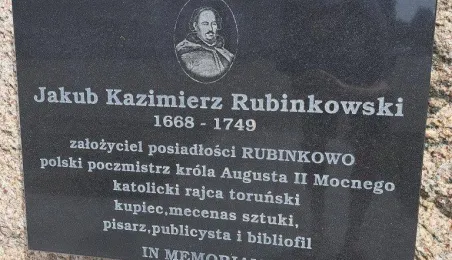 Jakub Kazimierz Rubinkowski
1668 - 1749
założyciel posiadłości RUBINKOWO
polski poczmistrz króla Augusta II Mocnego
katolicki rajca toruński
kupiec,mecenas sztuki,
pisarz,publicysta i bibliofil
IN